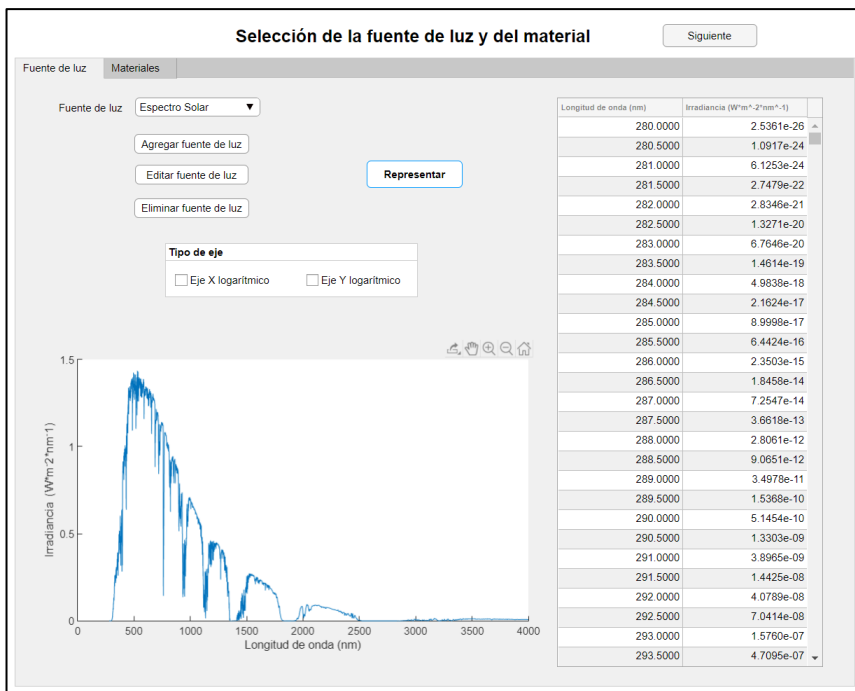 Selección de la fuente de luz y del material
Siguiente
Fuente de luz
Materiales
Fuente de luz
Espectro Solar
Agregar fuente de luz
Editar fuente de luz
Representar
Eliminar fuente de luz
Tipo de eje
Eje X logarítmico
Eje Y logarítmico
1.5
1
0.5
0
Irradiancia (W*m-2*nm-1)
0 500 1000 1500 2000 2500 3000 3500 4000
Longitud de onda (nm)
Longitud de onda (nm) Irradiancia (W*m^-2*nm^-1)
280.0000 2.5361e-26
280.5000 1.0917e-24
281.0000 6.1253e-24
281.5000 2.7479e-22
282.0000 2.8346e-21
282.5000 1.3271e-20
283.0000 6.7646e-20
283.5000 1.4614e-19
284.0000 4.9838e-18
284.5000 2.1624e-17
285.0000 8.9998e-17
285.5000 6.4424e-16
286.0000 2.3503e-15
286.5000 1.8458e-14
287.0000 7.2547e-14
287.5000 3.6618e-13
288.0000 2.8061e-12
288.5000 9.0651e-12
289.0000 3.4978e-11
289.5000 1.5368e-10
290.0000 5.1454e-10
290.5000 1.3303e-09
291.0000 3.8965e-09
291.5000 1.4425e-08
292.0000 4.0789e-08
292.5000 7.0414e-08
293.0000 1.5760e-07
293.5000 4.7095e-07